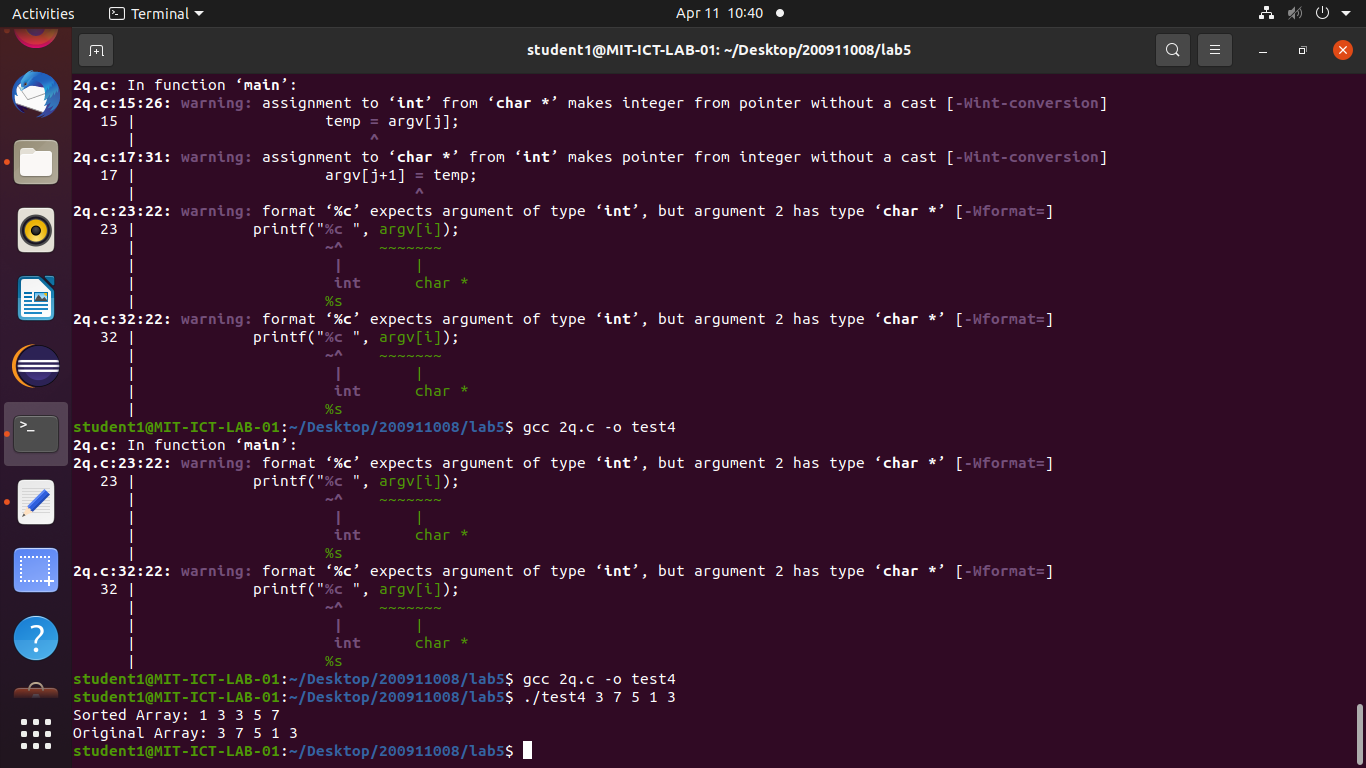 Activities Terminal Apr 11 10:40
student1@MIT-ICT-LAB-01: ~/Desktop/200911008/lab5
2q.c: In function ‘main’:
2q.c:15:26: warning: assignment to ‘int’ from ‘char *’ makes integer from pointer without a cast [-Wint-conversion]
   15 |                     temp = argv[j];
      |                          ^
2q.c:17:31: warning: assignment to ‘char *’ from ‘int’ makes pointer from integer without a cast [-Wint-conversion]
   17 |                     argv[j+1] = temp;
      |                               ^
2q.c:23:22: warning: format ‘%c’ expects argument of type ‘int’, but argument 2 has type ‘char *’ [-Wformat=]
   23 |             printf("%c ", argv[i]);
      |                     ~^    ~~~~~~~
      |                      |        |
      |                      int      char *
      |                     %s
2q.c:32:22: warning: format ‘%c’ expects argument of type ‘int’, but argument 2 has type ‘char *’ [-Wformat=]
   32 |             printf("%c ", argv[i]);
      |                     ~^    ~~~~~~~
      |                      |        |
      |                      int      char *
      |                     %s
student1@MIT-ICT-LAB-01:~/Desktop/200911008/lab5$ gcc 2q.c -o test4
2q.c: In function ‘main’:
2q.c:23:22: warning: format ‘%c’ expects argument of type ‘int’, but argument 2 has type ‘char *’ [-Wformat=]
   23 |             printf("%c ", argv[i]);
      |                     ~^    ~~~~~~~
      |                      |        |
      |                      int      char *
      |                     %s
2q.c:32:22: warning: format ‘%c’ expects argument of type ‘int’, but argument 2 has type ‘char *’ [-Wformat=]
   32 |             printf("%c ", argv[i]);
      |                     ~^    ~~~~~~~
      |                      |        |
      |                      int      char *
      |                     %s
student1@MIT-ICT-LAB-01:~/Desktop/200911008/lab5$ gcc 2q.c -o test4
student1@MIT-ICT-LAB-01:~/Desktop/200911008/lab5$ ./test4 3 7 5 1 3
Sorted Array: 1 3 3 5 7
Original Array: 3 7 5 1 3
student1@MIT-ICT-LAB-01:~/Desktop/200911008/lab5$